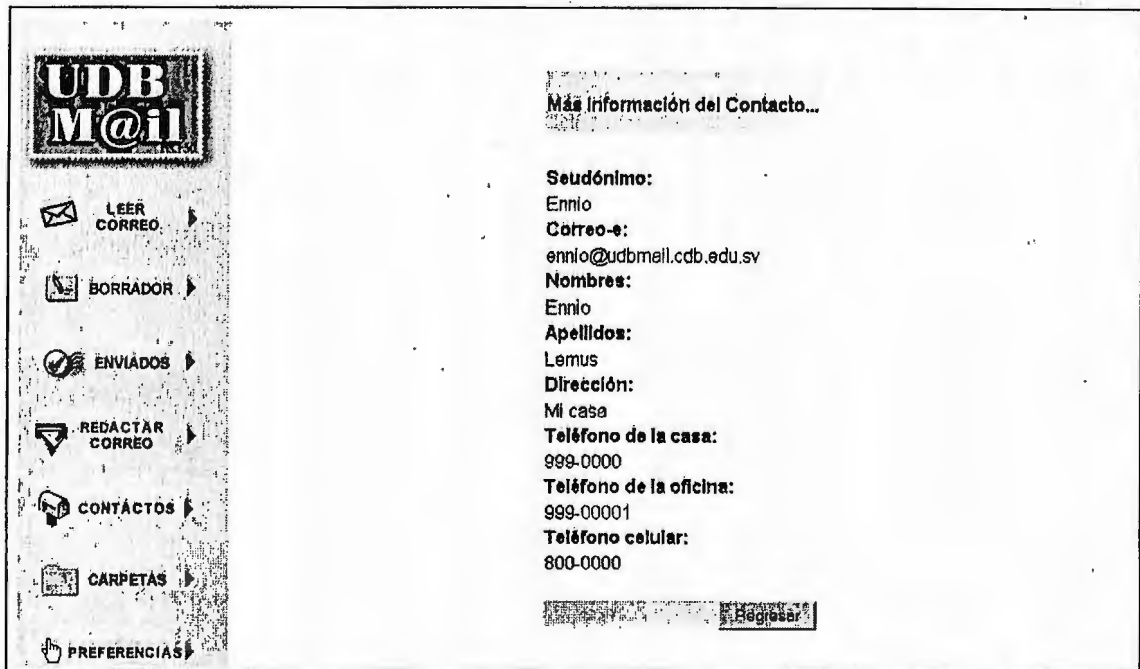 UDB
M@il
LEER
CORREO
BORRADOR
ENVIADOS
REDACTAR
CORREO
CONTACTOS
CARPETAS
PREFERENCIAS
Más Información del Contacto...
Seudónimo:
Ennio
Correo-e:
ennio@udbmail.cdb.edu.sv
Nombres:
Ennio
Apellidos:
Lemus
Dirección:
Mi casa
Teléfono de la casa:
999-0000
Teléfono de la oficina:
999-00001
Teléfono celular:
800-0000
Regresar